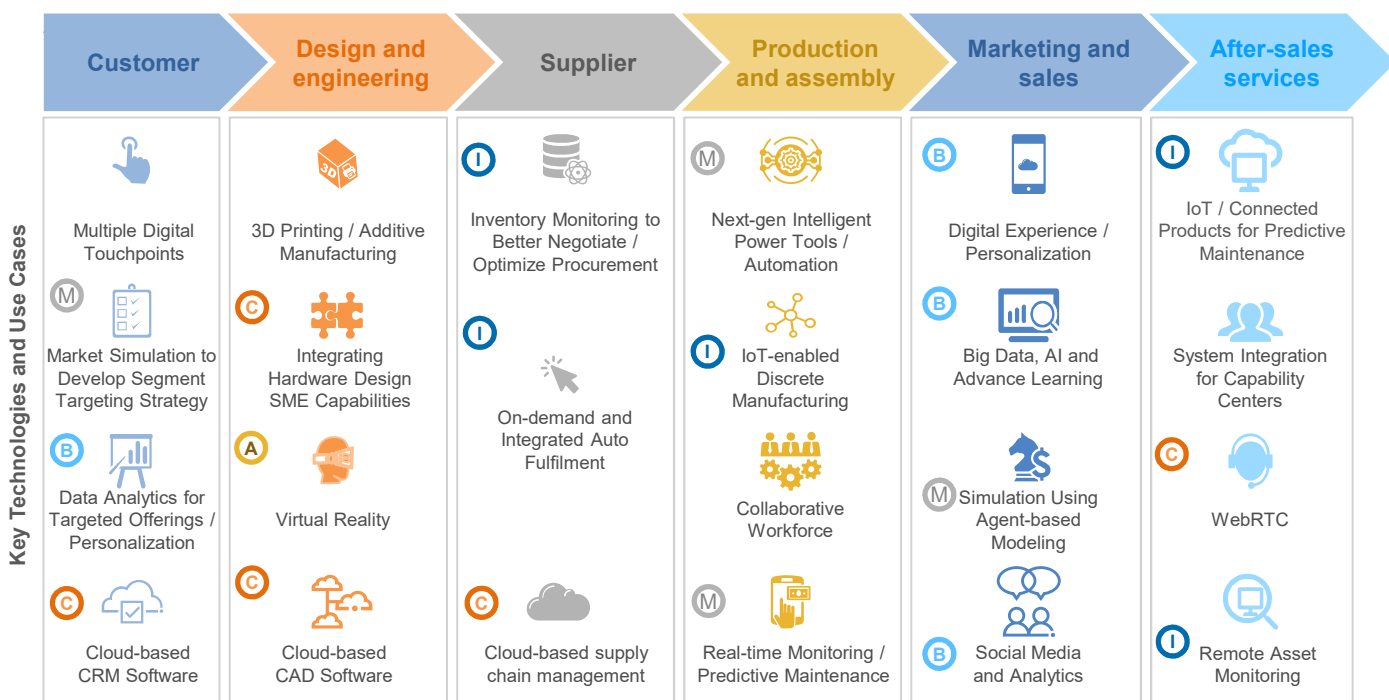 Customer
Design and
engineering
Supplier
Production
and assembly
Marketing and
sales
After-sales
services
Key Technologies and Use Cases
Multiple Digital
Touchpoints
M
Market Simulation to
Develop Segment
Targeting Strategy
B
Data Analytics for
Targeted Offerings /
Personalization
C
Cloud-based
CRM Software
3D
3D Printing / Additive
Manufacturing
C
Integrating
Hardware Design
SME Capabilities
A
Virtual Reality
C
Cloud-based
CAD Software
I
Inventory Monitoring to
Better Negotiate /
Optimize Procurement
I
On-demand and
Integrated Auto
Fulfilment
C
Cloud-based supply
chain management
M
Next-gen Intelligent
Power Tools /
Automation
I
IoT-enabled
Discrete
Manufacturing
Collaborative
Workforce
M
Real-time Monitoring /
Predictive Maintenance
B
Digital Experience /
Personalization
B
Big Data, AI and
Advance Learning
$
M
Simulation Using
Agent-based
Modeling
B
Social Media
and Analytics
I
IoT / Connected
Products for Predictive
Maintenance
System Integration
for Capability
Centers
C
WebRTC
I
Remote Asset
Monitoring